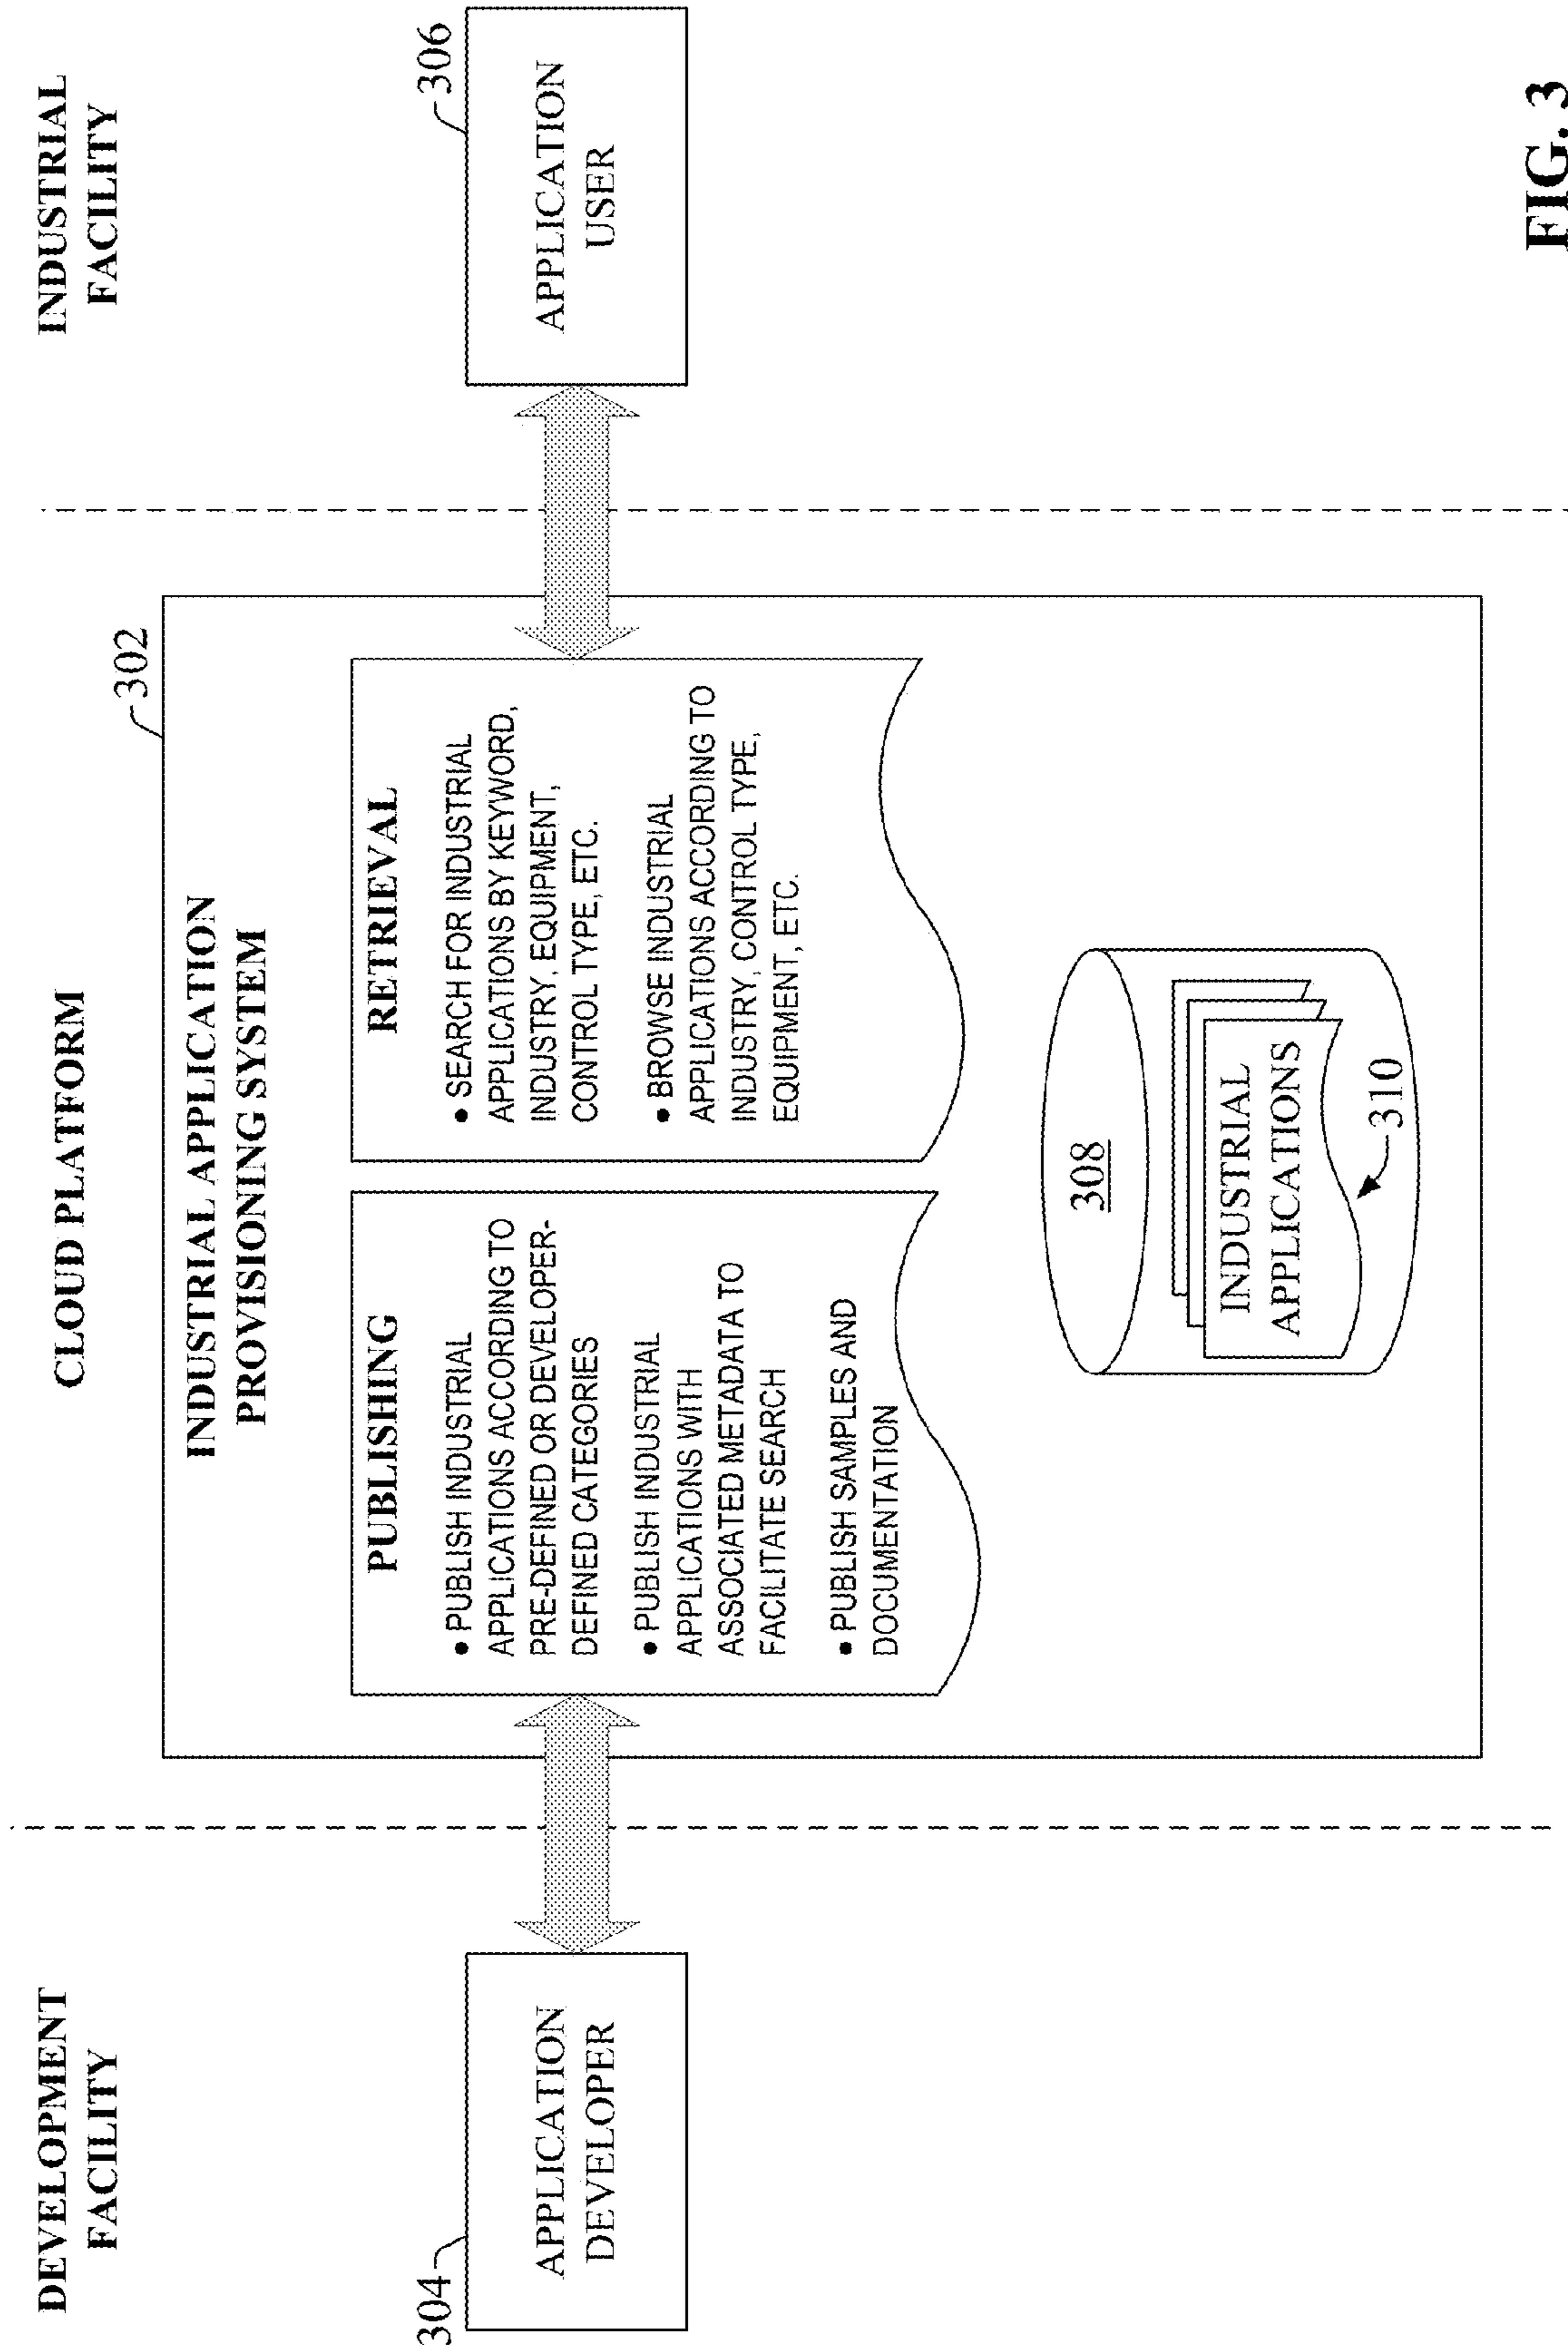 DEVELOPMENT
FACILITY
CLOUD PLATFORM
INDUSTRIAL
FACILITY
304
APPLICATION
DEVELOPER
302
INDUSTRIAL APPLICATION
PROVISIONING SYSTEM
PUBLISHING
• PUBLISH INDUSTRIAL
APPLICATIONS ACCORDING TO
PRE-DEFINED OR DEVELOPER-
DEFINED CATEGORIES
• PUBLISH INDUSTRIAL
APPLICATIONS WITH
ASSOCIATED METADATA TO
FACILITATE SEARCH
• PUBLISH SAMPLES AND
DOCUMENTATION
RETRIEVAL
• SEARCH FOR INDUSTRIAL
APPLICATIONS BY KEYWORD,
INDUSTRY, EQUIPMENT,
CONTROL TYPE, ETC.
• BROWSE INDUSTRIAL
APPLICATIONS ACCORDING TO
INDUSTRY, CONTROL TYPE,
EQUIPMENT, ETC.
308
INDUSTRIAL
APPLICATIONS
310
306
APPLICATION
USER
FIG. 3